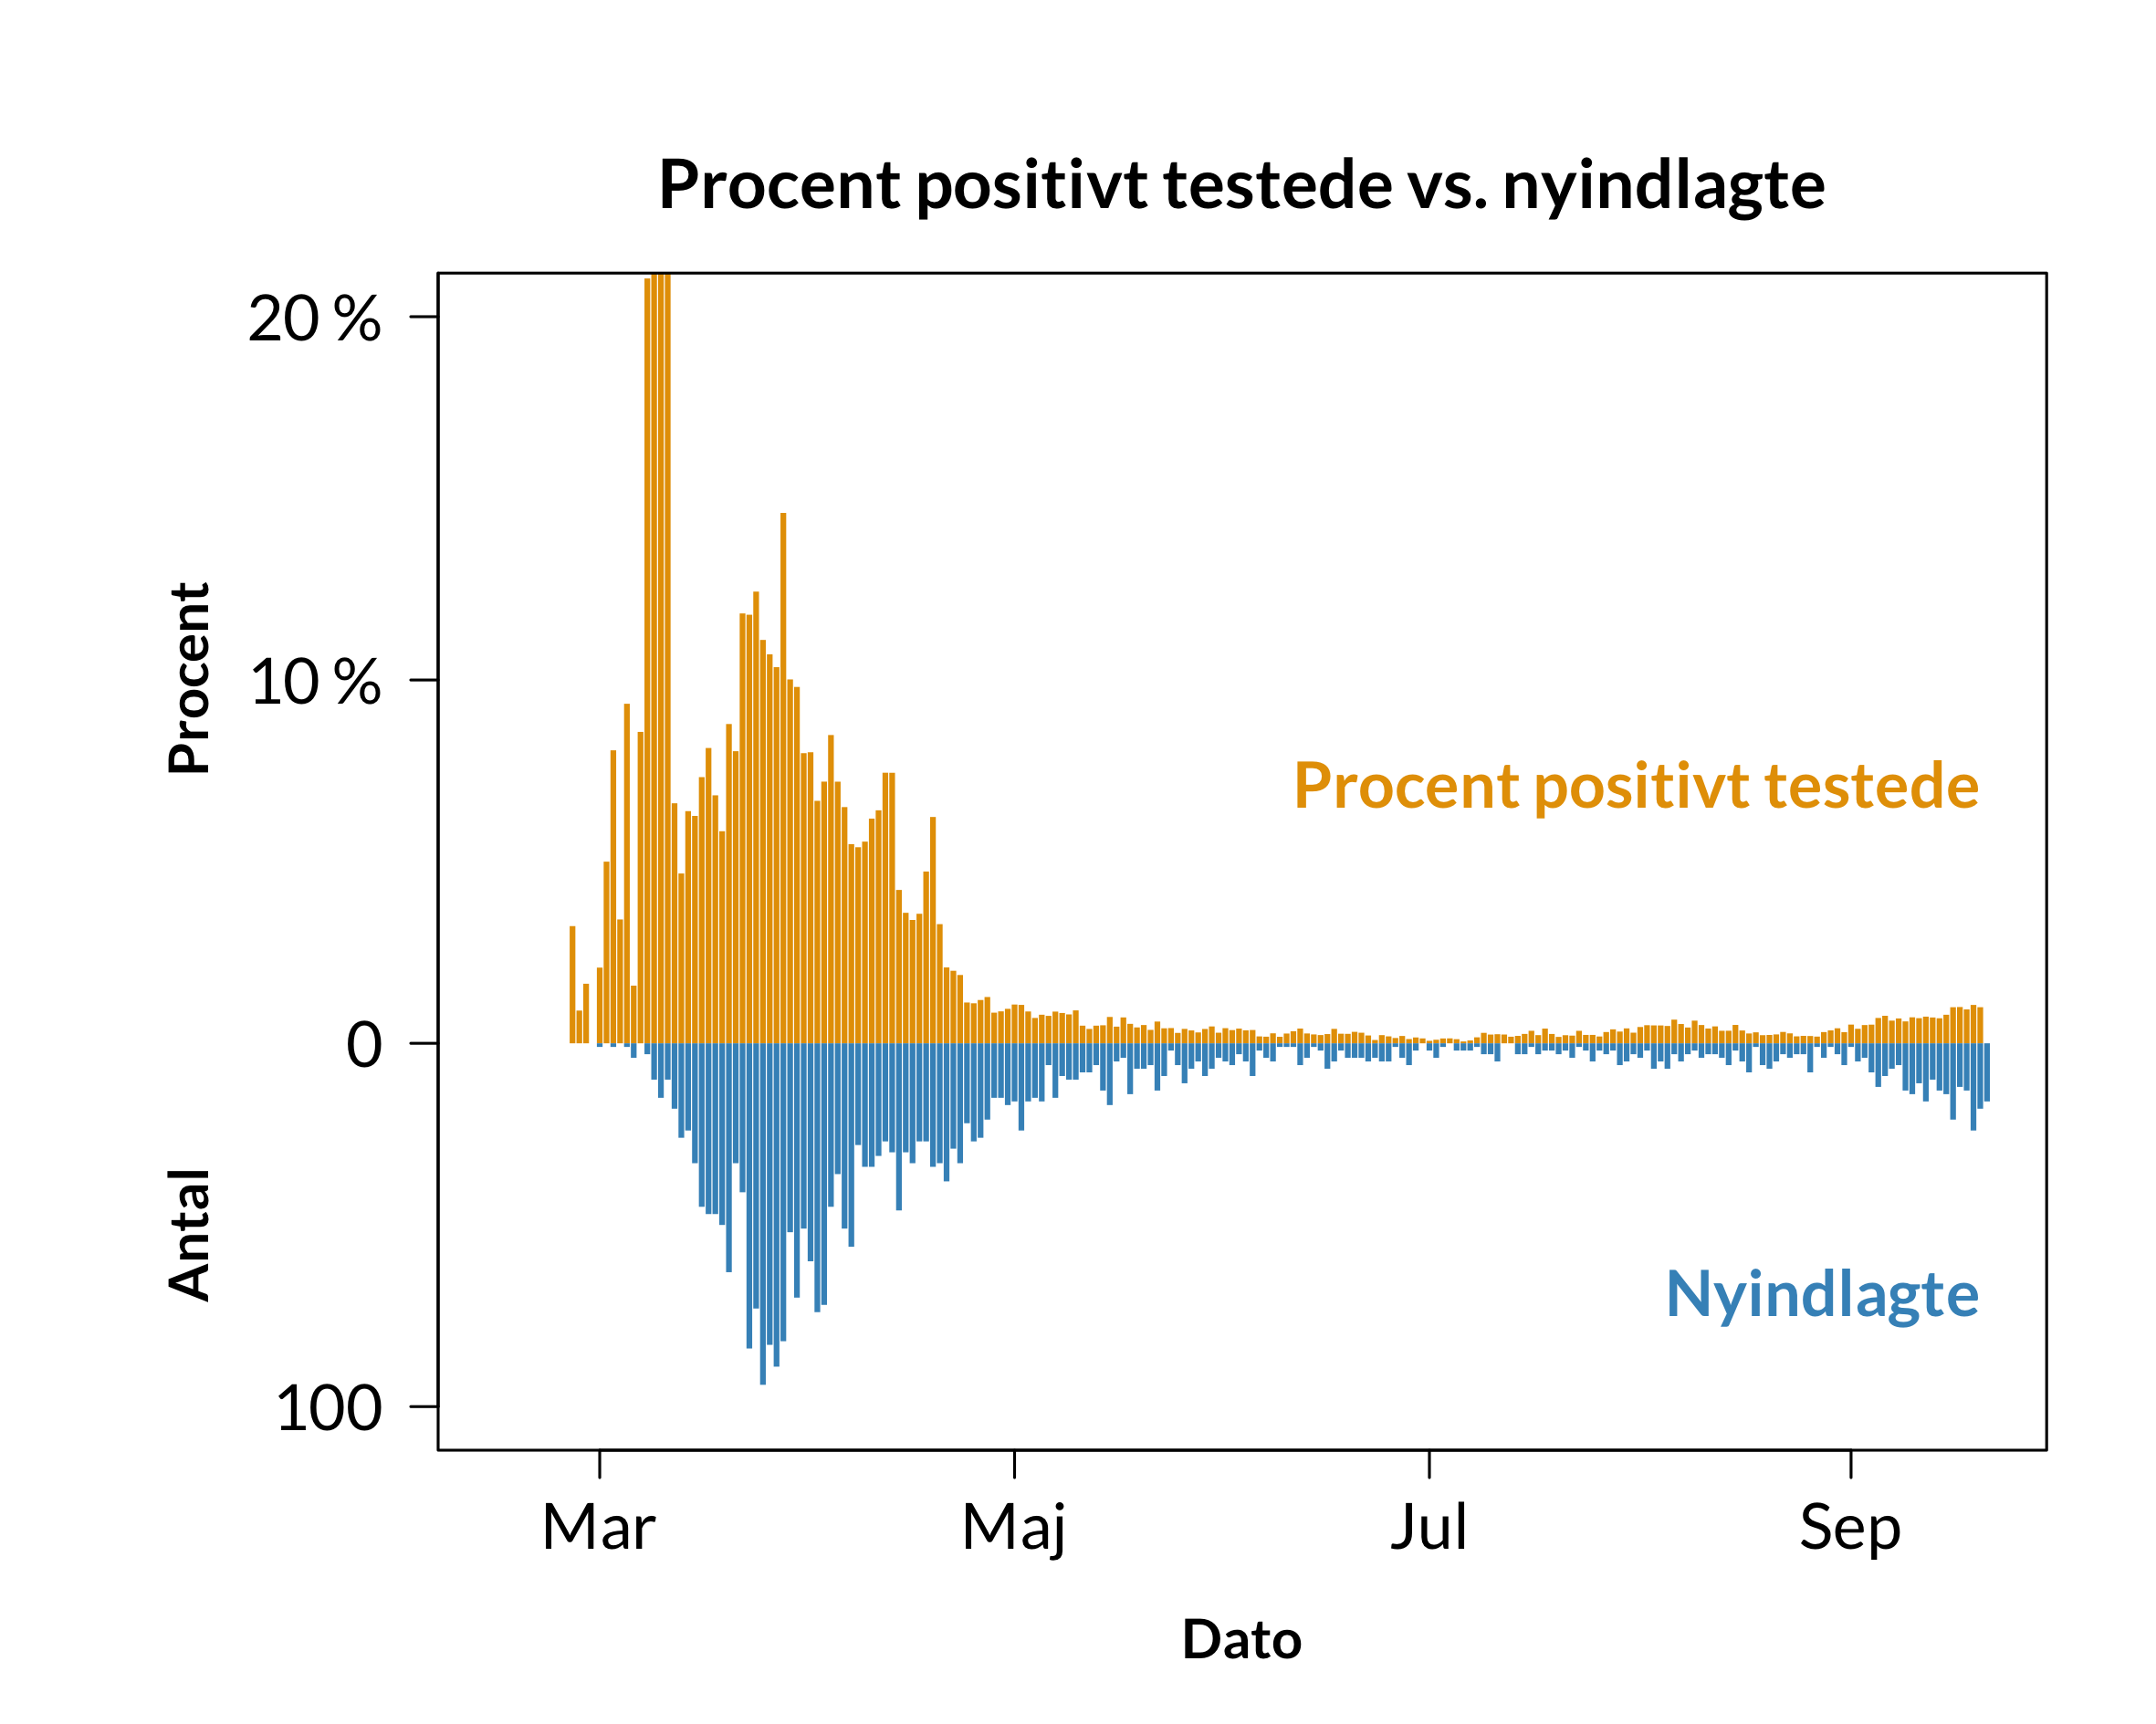 Procent positivt testede vs. nyindlagte
20 %
10 %
0
100
Procent
Antal
Procent positivt testede
Nyindlagte
Mar
Maj
Jul
Sep
Dato